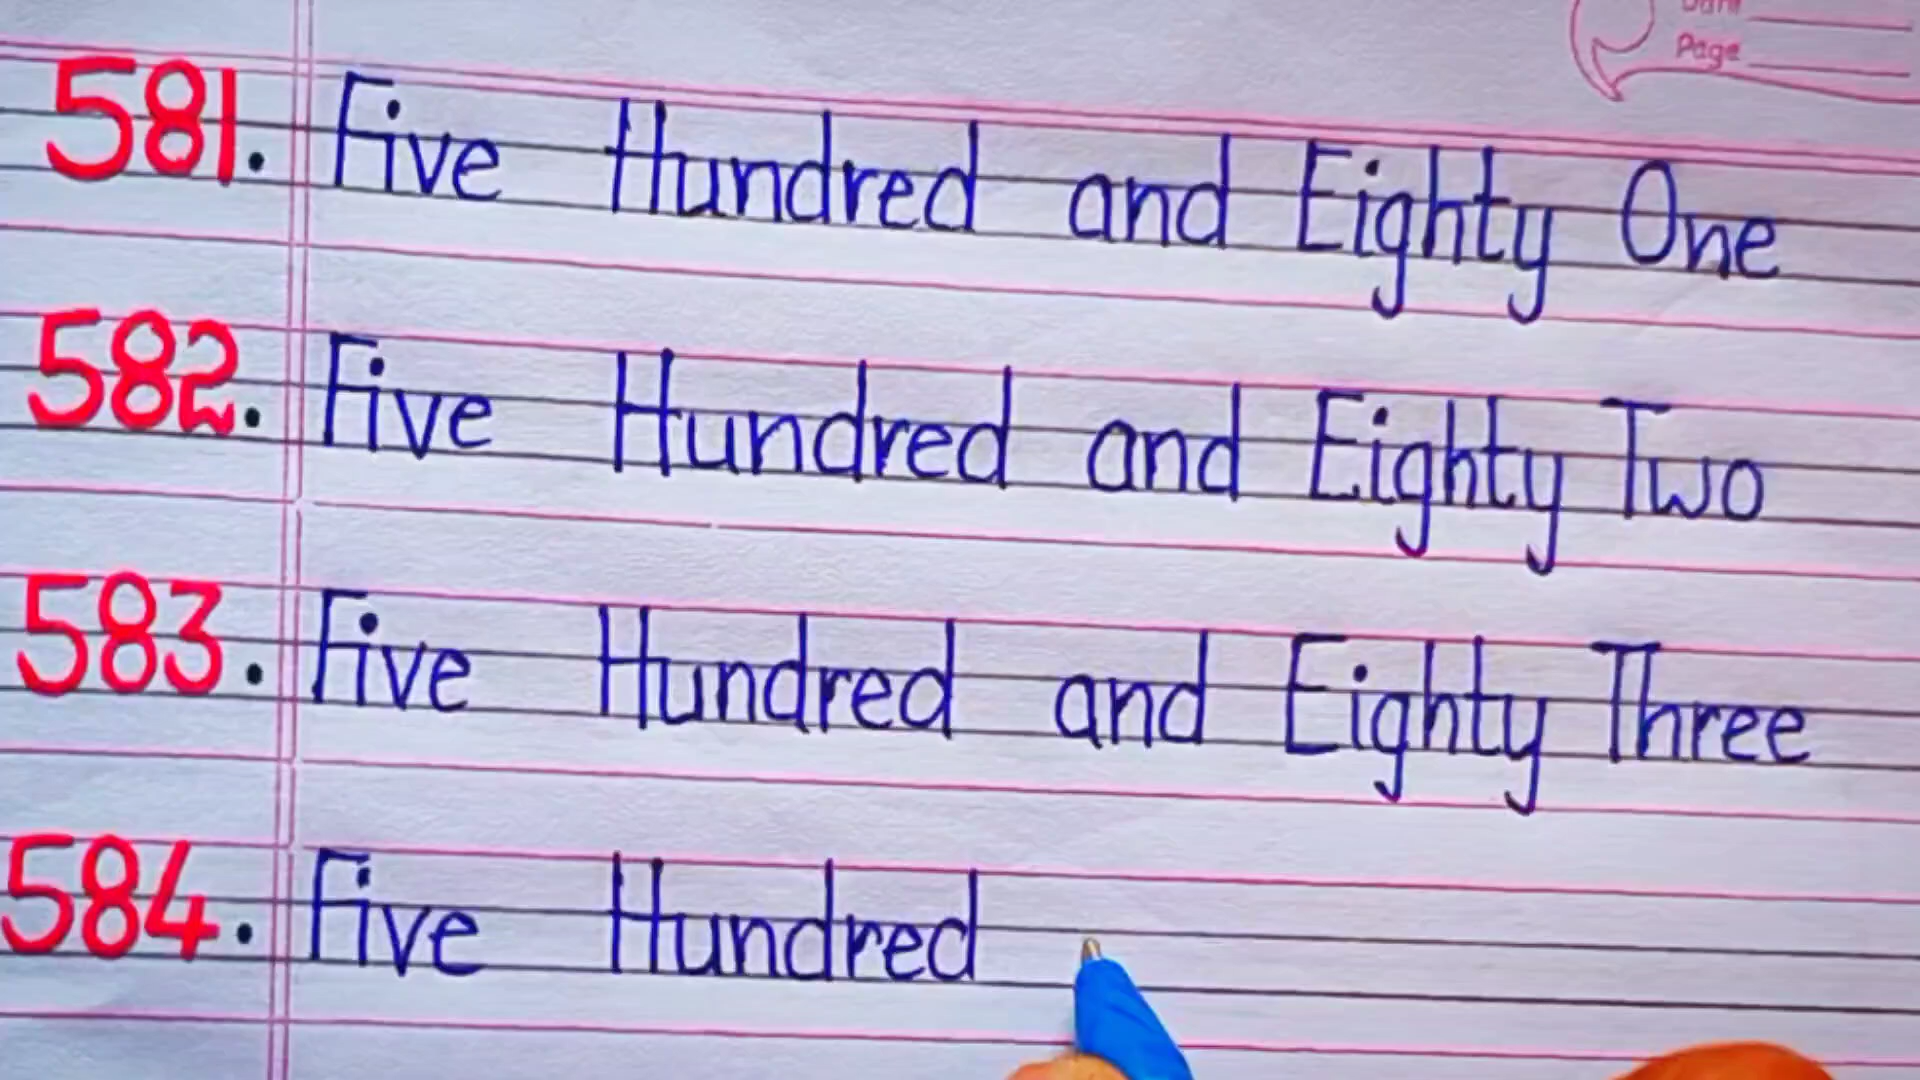 Page
581. Five Hundred and Eighty One
582. Five Hundred and Eighty Two
583. Five Hundred and Eighty Three
584. Five Hundred